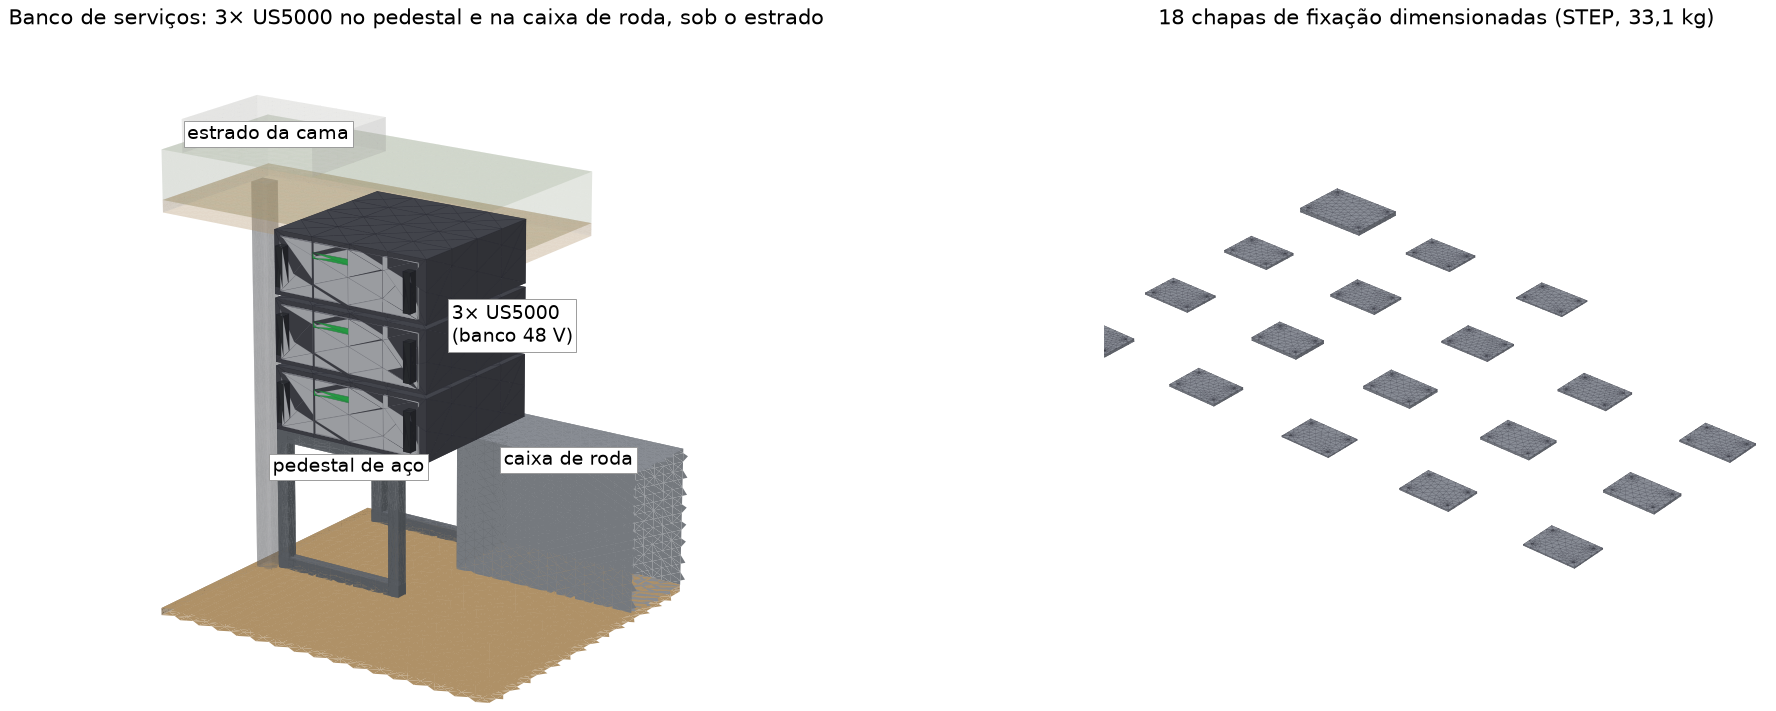 Banco de serviços: 3× US5000 no pedestal e na caixa de roda, sob o estrado
18 chapas de fixação dimensionadas (STEP, 33,1 kg)
estrado da cama
3× US5000
(banco 48 V)
pedestal de aço
caixa de roda